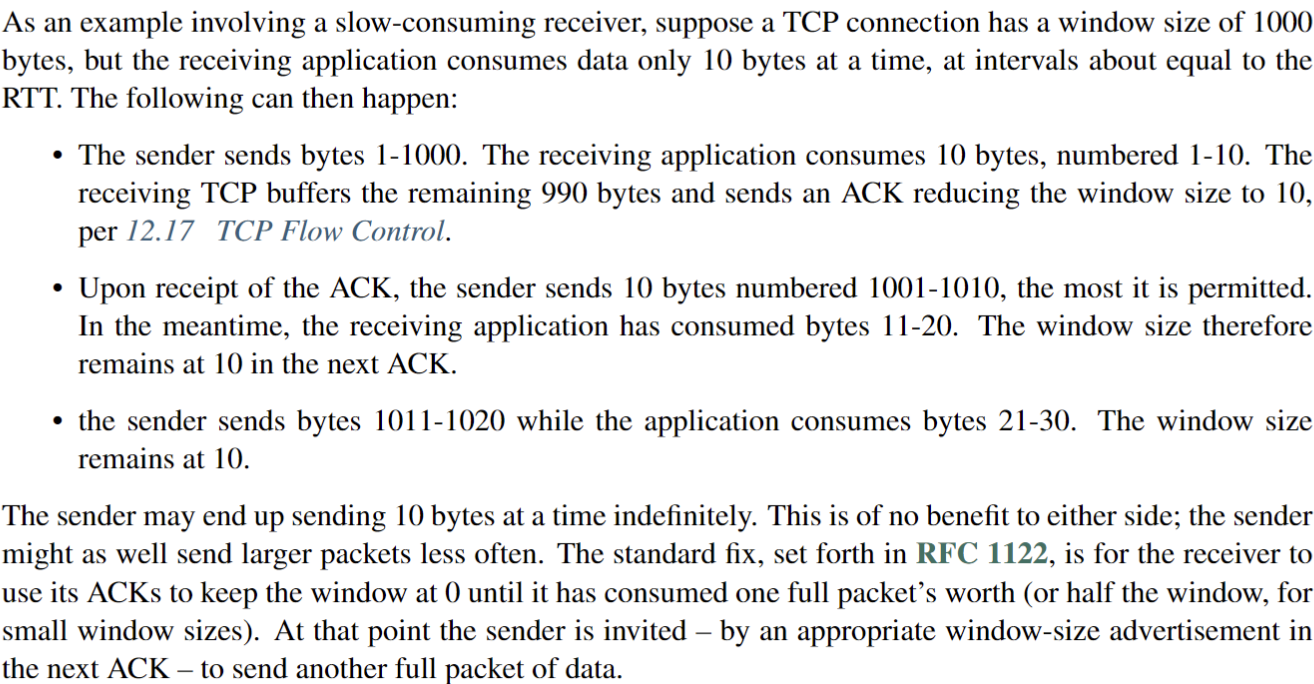 As an example involving a slow-consuming receiver, suppose a TCP connection has a window size of 1000
bytes, but the receiving application consumes data only 10 bytes at a time, at intervals about equal to the
RTT. The following can then happen:
• The sender sends bytes 1-1000. The receiving application consumes 10 bytes, numbered 1-10. The
receiving TCP buffers the remaining 990 bytes and sends an ACK reducing the window size to 10,
per 12.17 TCP Flow Control.
• Upon receipt of the ACK, the sender sends 10 bytes numbered 1001-1010, the most it is permitted.
In the meantime, the receiving application has consumed bytes 11-20. The window size therefore
remains at 10 in the next ACK.
• the sender sends bytes 1011-1020 while the application consumes bytes 21-30. The window size
remains at 10.
The sender may end up sending 10 bytes at a time indefinitely. This is of no benefit to either side; the sender
might as well send larger packets less often. The standard fix, set forth in RFC 1122, is for the receiver to
use its ACKs to keep the window at 0 until it has consumed one full packet's worth (or half the window, for
small window sizes). At that point the sender is invited – by an appropriate window-size advertisement in
the next ACK – to send another full packet of data.